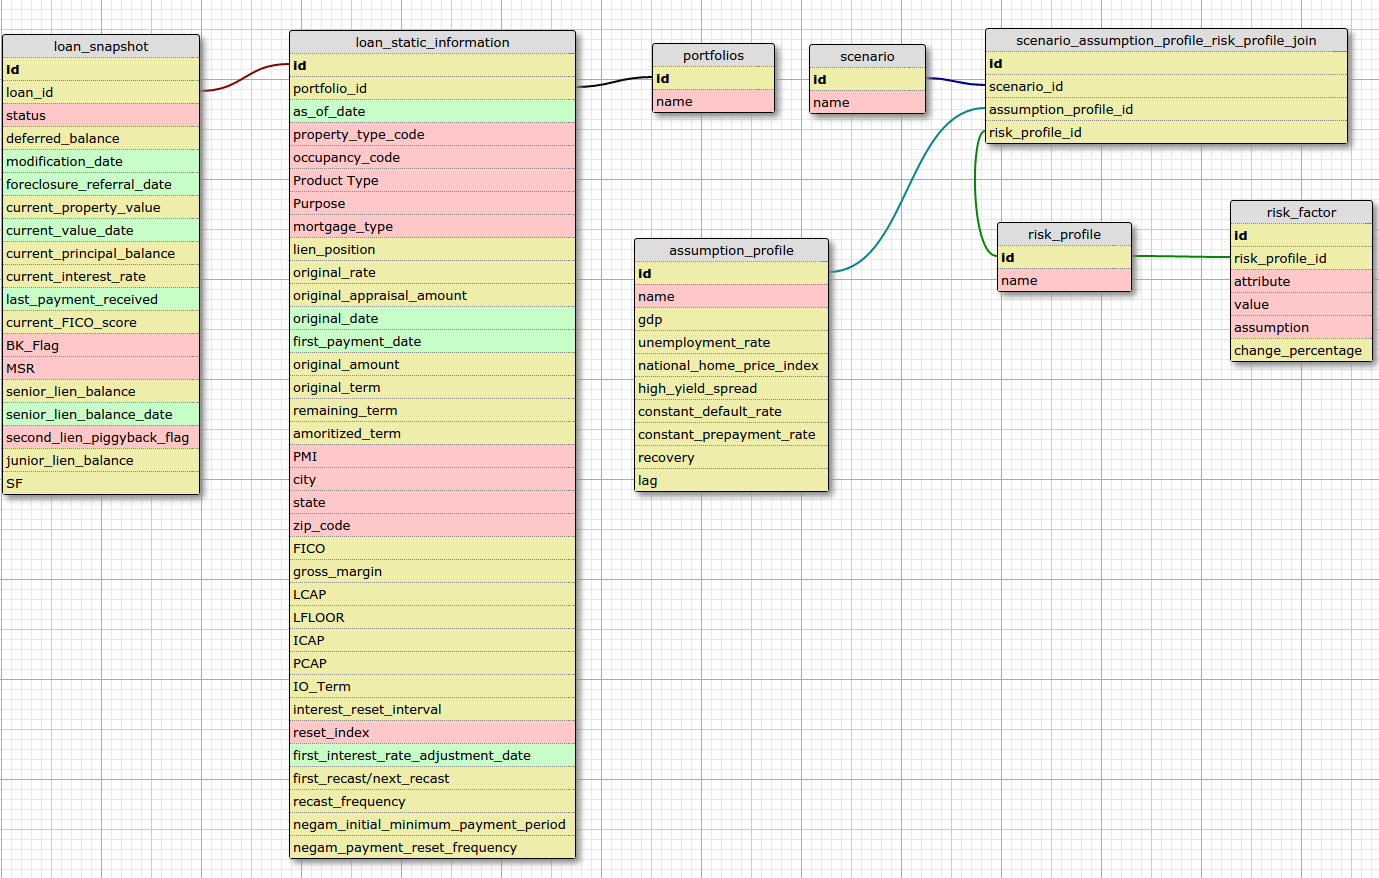 loan_snapshot
id
loan_id
status
deferred_balance
modification_date
foreclosure_referral_date
current_property_value
current_value_date
current_principal_balance
current_interest_rate
last_payment_received
current_FICO_score
BK_Flag
MSR
senior_lien_balance
senior_lien_balance_date
second_lien_piggyback_flag
junior_lien_balance
SF
loan_static_information
id
portfolio_id
as_of_date
property_type_code
occupancy_code
Product Type
Purpose
mortgage_type
lien_position
original_rate
original_appraisal_amount
original_date
first_payment_date
original_amount
original_term
remaining_term
amoritized_term
PMI
city
state
zip_code
FICO
gross_margin
LCAP
LFLOOR
ICAP
PCAP
IO_Term
interest_reset_interval
reset_index
first_interest_rate_adjustment_date
first_recast/next_recast
recast_frequency
negam_initial_minimum_payment_period
negam_payment_reset_frequency
portfolios
id
name
scenario
id
name
scenario_assumption_profile_risk_profile_join
id
scenario_id
assumption_profile_id
risk_profile_id
assumption_profile
id
name
gdp
unemployment_rate
national_home_price_index
high_yield_spread
constant_default_rate
constant_prepayment_rate
recovery
lag
risk_profile
id
name
risk_factor
id
risk_profile_id
attribute
value
assumption
change_percentage